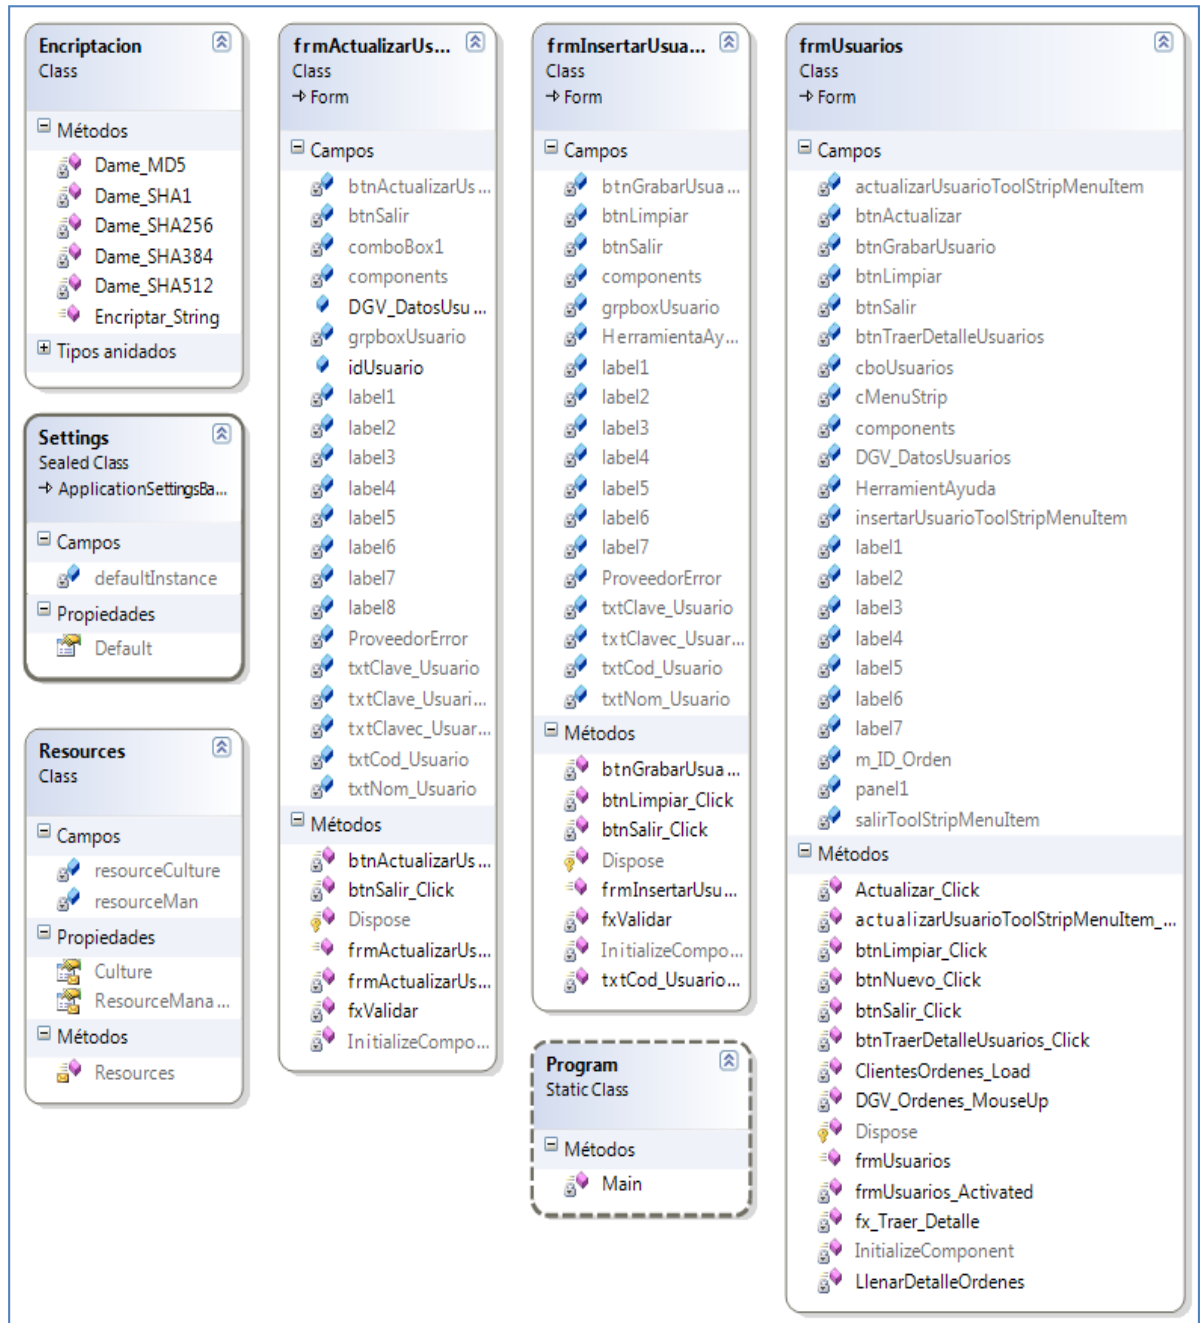 Encriptacion
Class
Métodos
Dame_MD5
Dame_SHA1
Dame_SHA256
Dame_SHA384
Dame_SHA512
Encriptar_String
Tipos anidados
Settings
Sealed Class
ApplicationSettingsBa...
Campos
defaultInstance
Propiedades
Default
Resources
Class
Campos
resourceCulture
resourceMan
Propiedades
Culture
ResourceMana...
Métodos
Resources
frmActualizarUs...
Class
Form
Campos
btnActualizarUs...
btnSalir
comboBox1
components
DGV_DatosUsu...
grpboxUsuario
idUsuario
label1
label2
label3
label4
label5
label6
label7
label8
ProveedorError
txtClave_Usuario
txtClave_Usuari...
txtClavec_Usuar...
txtCod_Usuario
txtNom_Usuario
Métodos
btnActualizarUs...
btnSalir_Click
Dispose
frmActualizarUs...
frmActualizarUs...
fxValidar
InitializeCompo...
frmInsertarUsua...
Class
Form
Campos
btnGrabarUsua...
btnLimpiar
btnSalir
components
grpboxUsuario
HerramientaAy...
label1
label2
label3
label4
label5
label6
label7
ProveedorError
txtClave_Usuario
txtClavec_Usuar...
txtCod_Usuario
txtNom_Usuario
Métodos
btnGrabarUsua...
btnLimpiar_Click
btnSalir_Click
Dispose
frmInsertarUsu...
fxValidar
InitializeCompo...
txtCod_Usuario...
Program
Static Class
Métodos
Main
frmUsuarios
Class
Form
Campos
actualizarUsuarioToolStripMenuItem
btnActualizar
btnGrabarUsuario
btnLimpiar
btnSalir
btnTraerDetalleUsuarios
cboUsuarios
cMenuStrip
components
DGV_DatosUsuarios
HerramientAyuda
insertarUsuarioToolStripMenuItem
label1
label2
label3
label4
label5
label6
label7
m_ID_Orden
panel1
salirToolStripMenuItem
Métodos
Actualizar_Click
actualizarUsuarioToolStripMenuItem_...
btnLimpiar_Click
btnNuevo_Click
btnSalir_Click
btnTraerDetalleUsuarios_Click
ClientesOrdenes_Load
DGV_Ordenes_MouseUp
Dispose
frmUsuarios
frmUsuarios_Activated
fx_Traer_Detalle
InitializeComponent
LlenarDetalleOrdenes